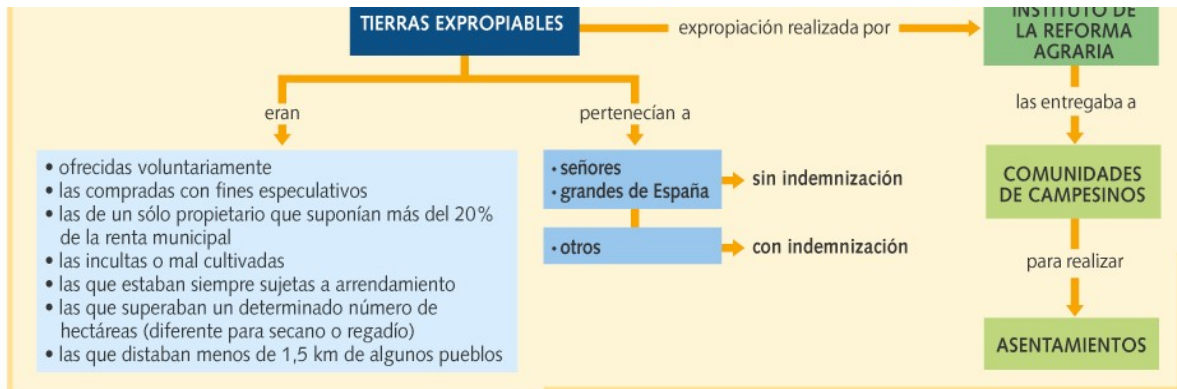 TIERRAS EXPROPIABLES
expropiación realizada por
INSTITUTO DE
LA REFORMA
AGRARIA
eran
pertenecían a
las entregaba a
• ofrecidas voluntariamente
• las compradas con fines especulativos
• las de un sólo propietario que suponían más del 20%
de la renta municipal
• las incultas o mal cultivadas
• las que estaban siempre sujetas a arrendamiento
• las que superaban un determinado número de
hectáreas (diferente para secano o regadío)
• las que distaban menos de 1,5 km de algunos pueblos
• señores
• grandes de España
sin indemnización
• otros
con indemnización
COMUNIDADES
DE CAMPESINOS
para realizar
ASENTAMIENTOS